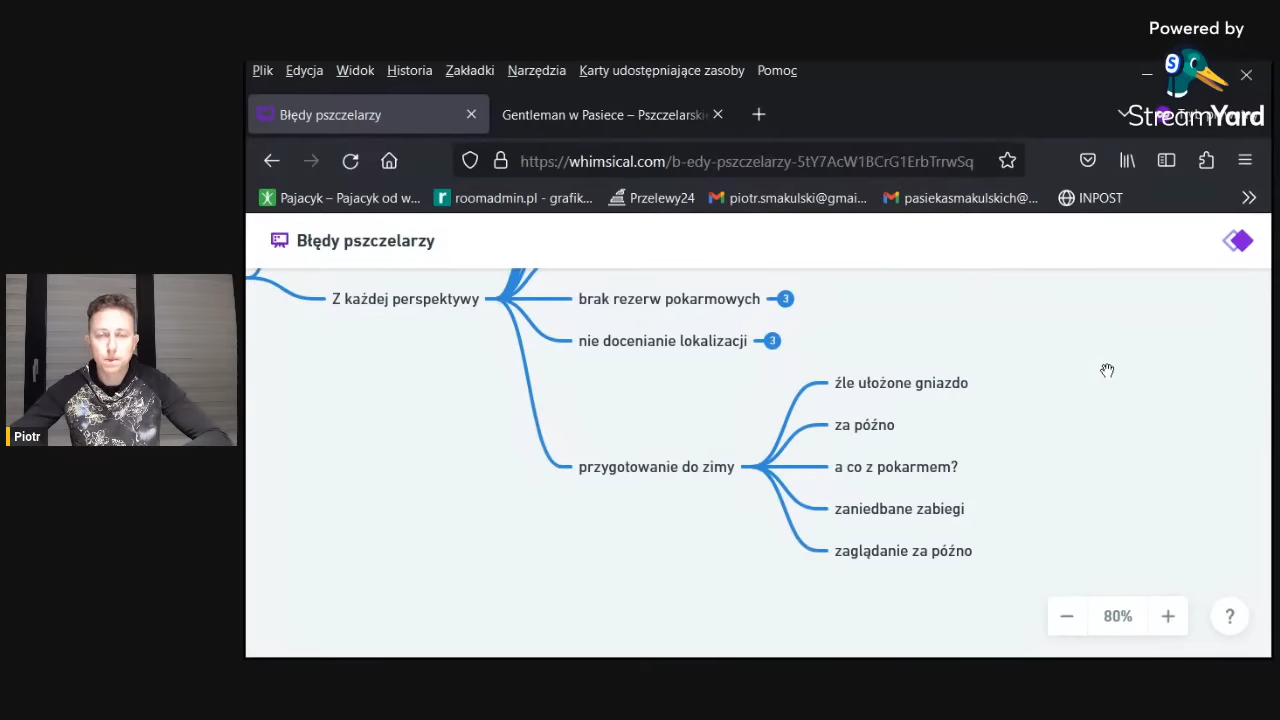 Powered by
StreamYard
Plik Edycja Widok Historia Zakładki Narzędzia Karty udostępniające zasoby Pomoc
Błędy pszczelarzy
Gentleman w Pasiece – Pszczelarski
https://whimsical.com/b-edy-pszczelarzy-5tY7AcW1BCrG1ErbTrrwSq
Pajacyk – Pajacyk od w... roomadmin.pl - grafik... Przelewy24 piotr.smakulski@gmai... pasiekasmakulskich@... INPOST
Błędy pszczelarzy
Z każdej perspektywy
brak rezerw pokarmowych 3
nie docenianie lokalizacji 3
przygotowanie do zimy
źle ułożone gniazdo
za późno
a co z pokarmem?
zaniedbane zabiegi
zaglądanie za późno
Piotr
80%
?